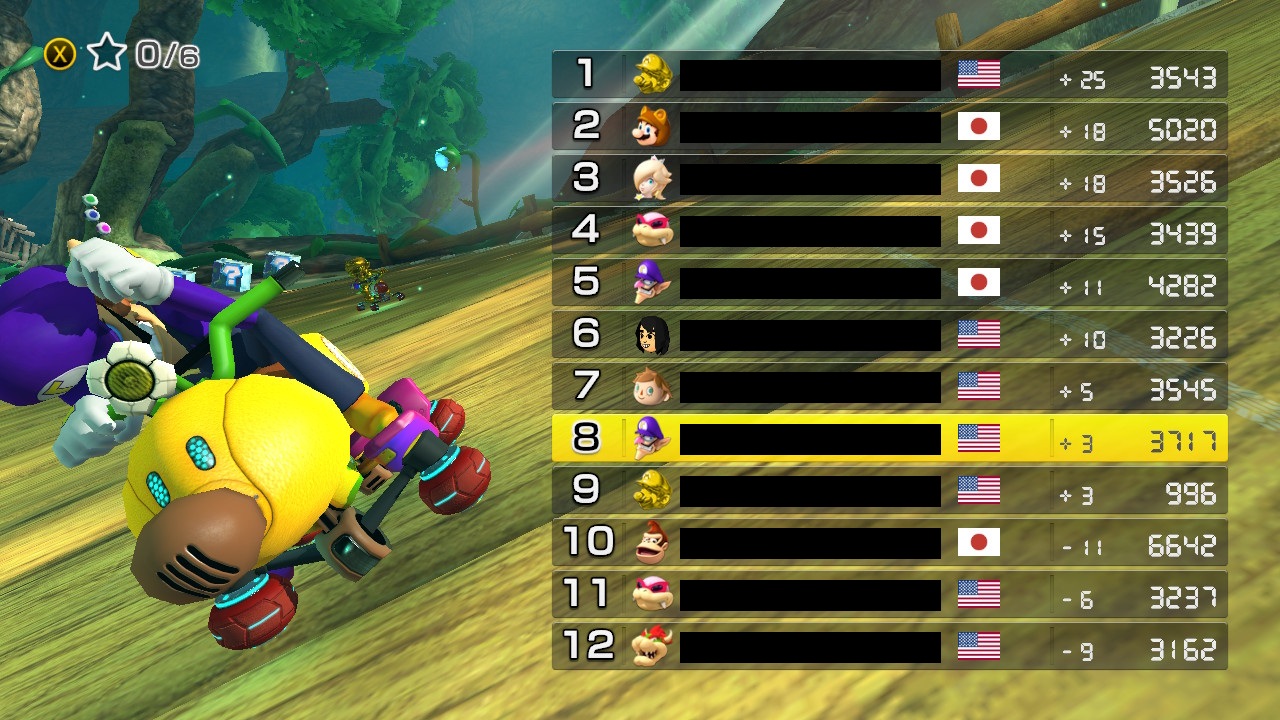 X 0/6
1 + 25 3543
2 + 18 5020
3 + 18 3526
4 + 15 3439
5 + 11 4282
6 + 10 3226
7 + 5 3545
8 + 3 3717
9 + 3 996
10 - 11 6642
11 - 6 3237
12 - 9 3162